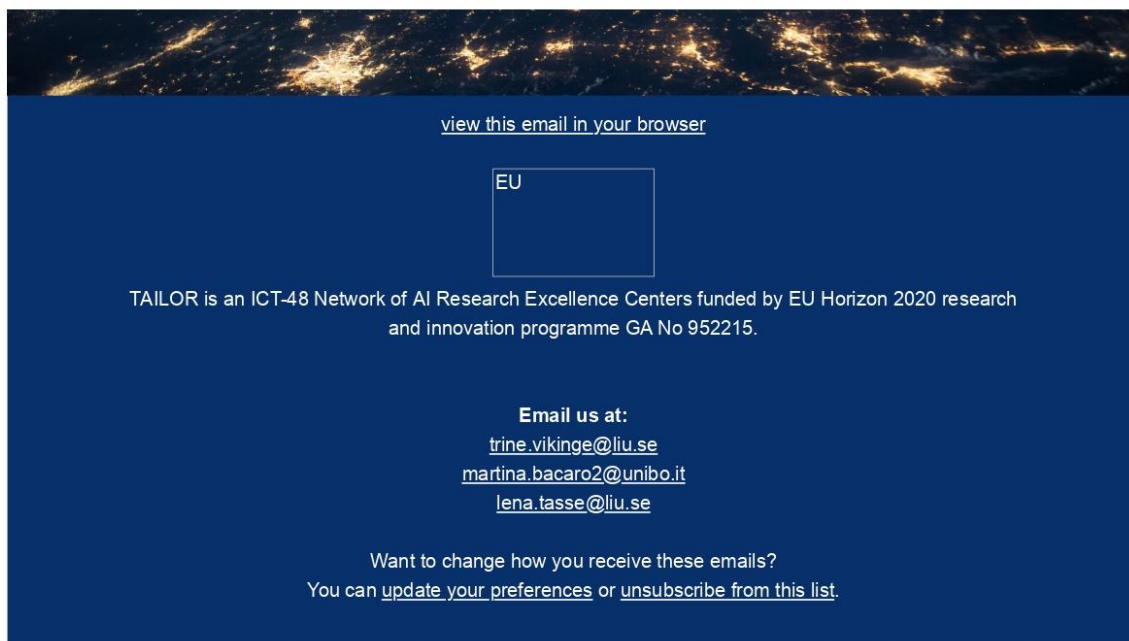 view this email in your browser
EU
TAILOR is an ICT-48 Network of AI Research Excellence Centers funded by EU Horizon 2020 research
and innovation programme GA No 952215.
Email us at:
trine.vikinge@liu.se
martina.bacaro2@unibo.it
lena.tasse@liu.se
Want to change how you receive these emails?
You can update your preferences or unsubscribe from this list.